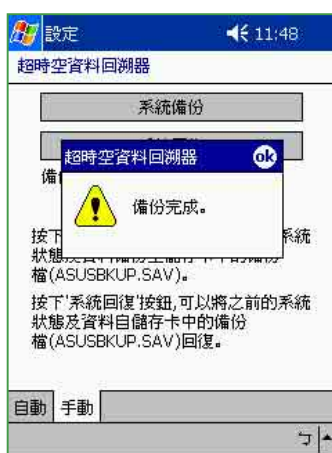 設定 11:48
超時空資料回溯器
系統備份
超時空資料回溯器 ok
備份完成。
備
按下 系統
檔(ASUSBKUP.SAV)。
按下'系統回復'按鈕,可以將之前的系統
狀態及資料自儲存卡中的備份
檔(ASUSBKUP.SAV)回復。
自動 手動
ㄅ